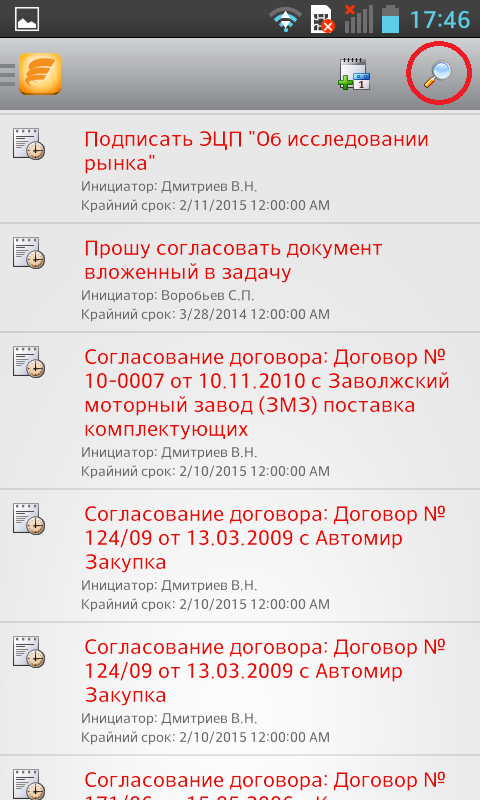 17:46
1
Подписать ЭЦП "Об исследовании
рынка"
Инициатор: Дмитриев В.Н.
Крайний срок: 2/11/2015 12:00:00 AM
Прошу согласовать документ
вложенный в задачу
Инициатор: Воробьев С.П.
Крайний срок: 3/28/2014 12:00:00 AM
Согласование договора: Договор №
10-0007 от 10.11.2010 с Заволжский
моторный завод (ЗМЗ) поставка
комплектующих
Инициатор: Дмитриев В.Н.
Крайний срок: 2/10/2015 12:00:00 AM
Согласование договора: Договор №
124/09 от 13.03.2009 с Автомир
Закупка
Инициатор: Дмитриев В.Н.
Крайний срок: 2/10/2015 12:00:00 AM
Согласование договора: Договор №
124/09 от 13.03.2009 с Автомир
Закупка
Инициатор: Дмитриев В.Н.
Крайний срок: 2/10/2015 12:00:00 AM
Согласование договора: Договор №